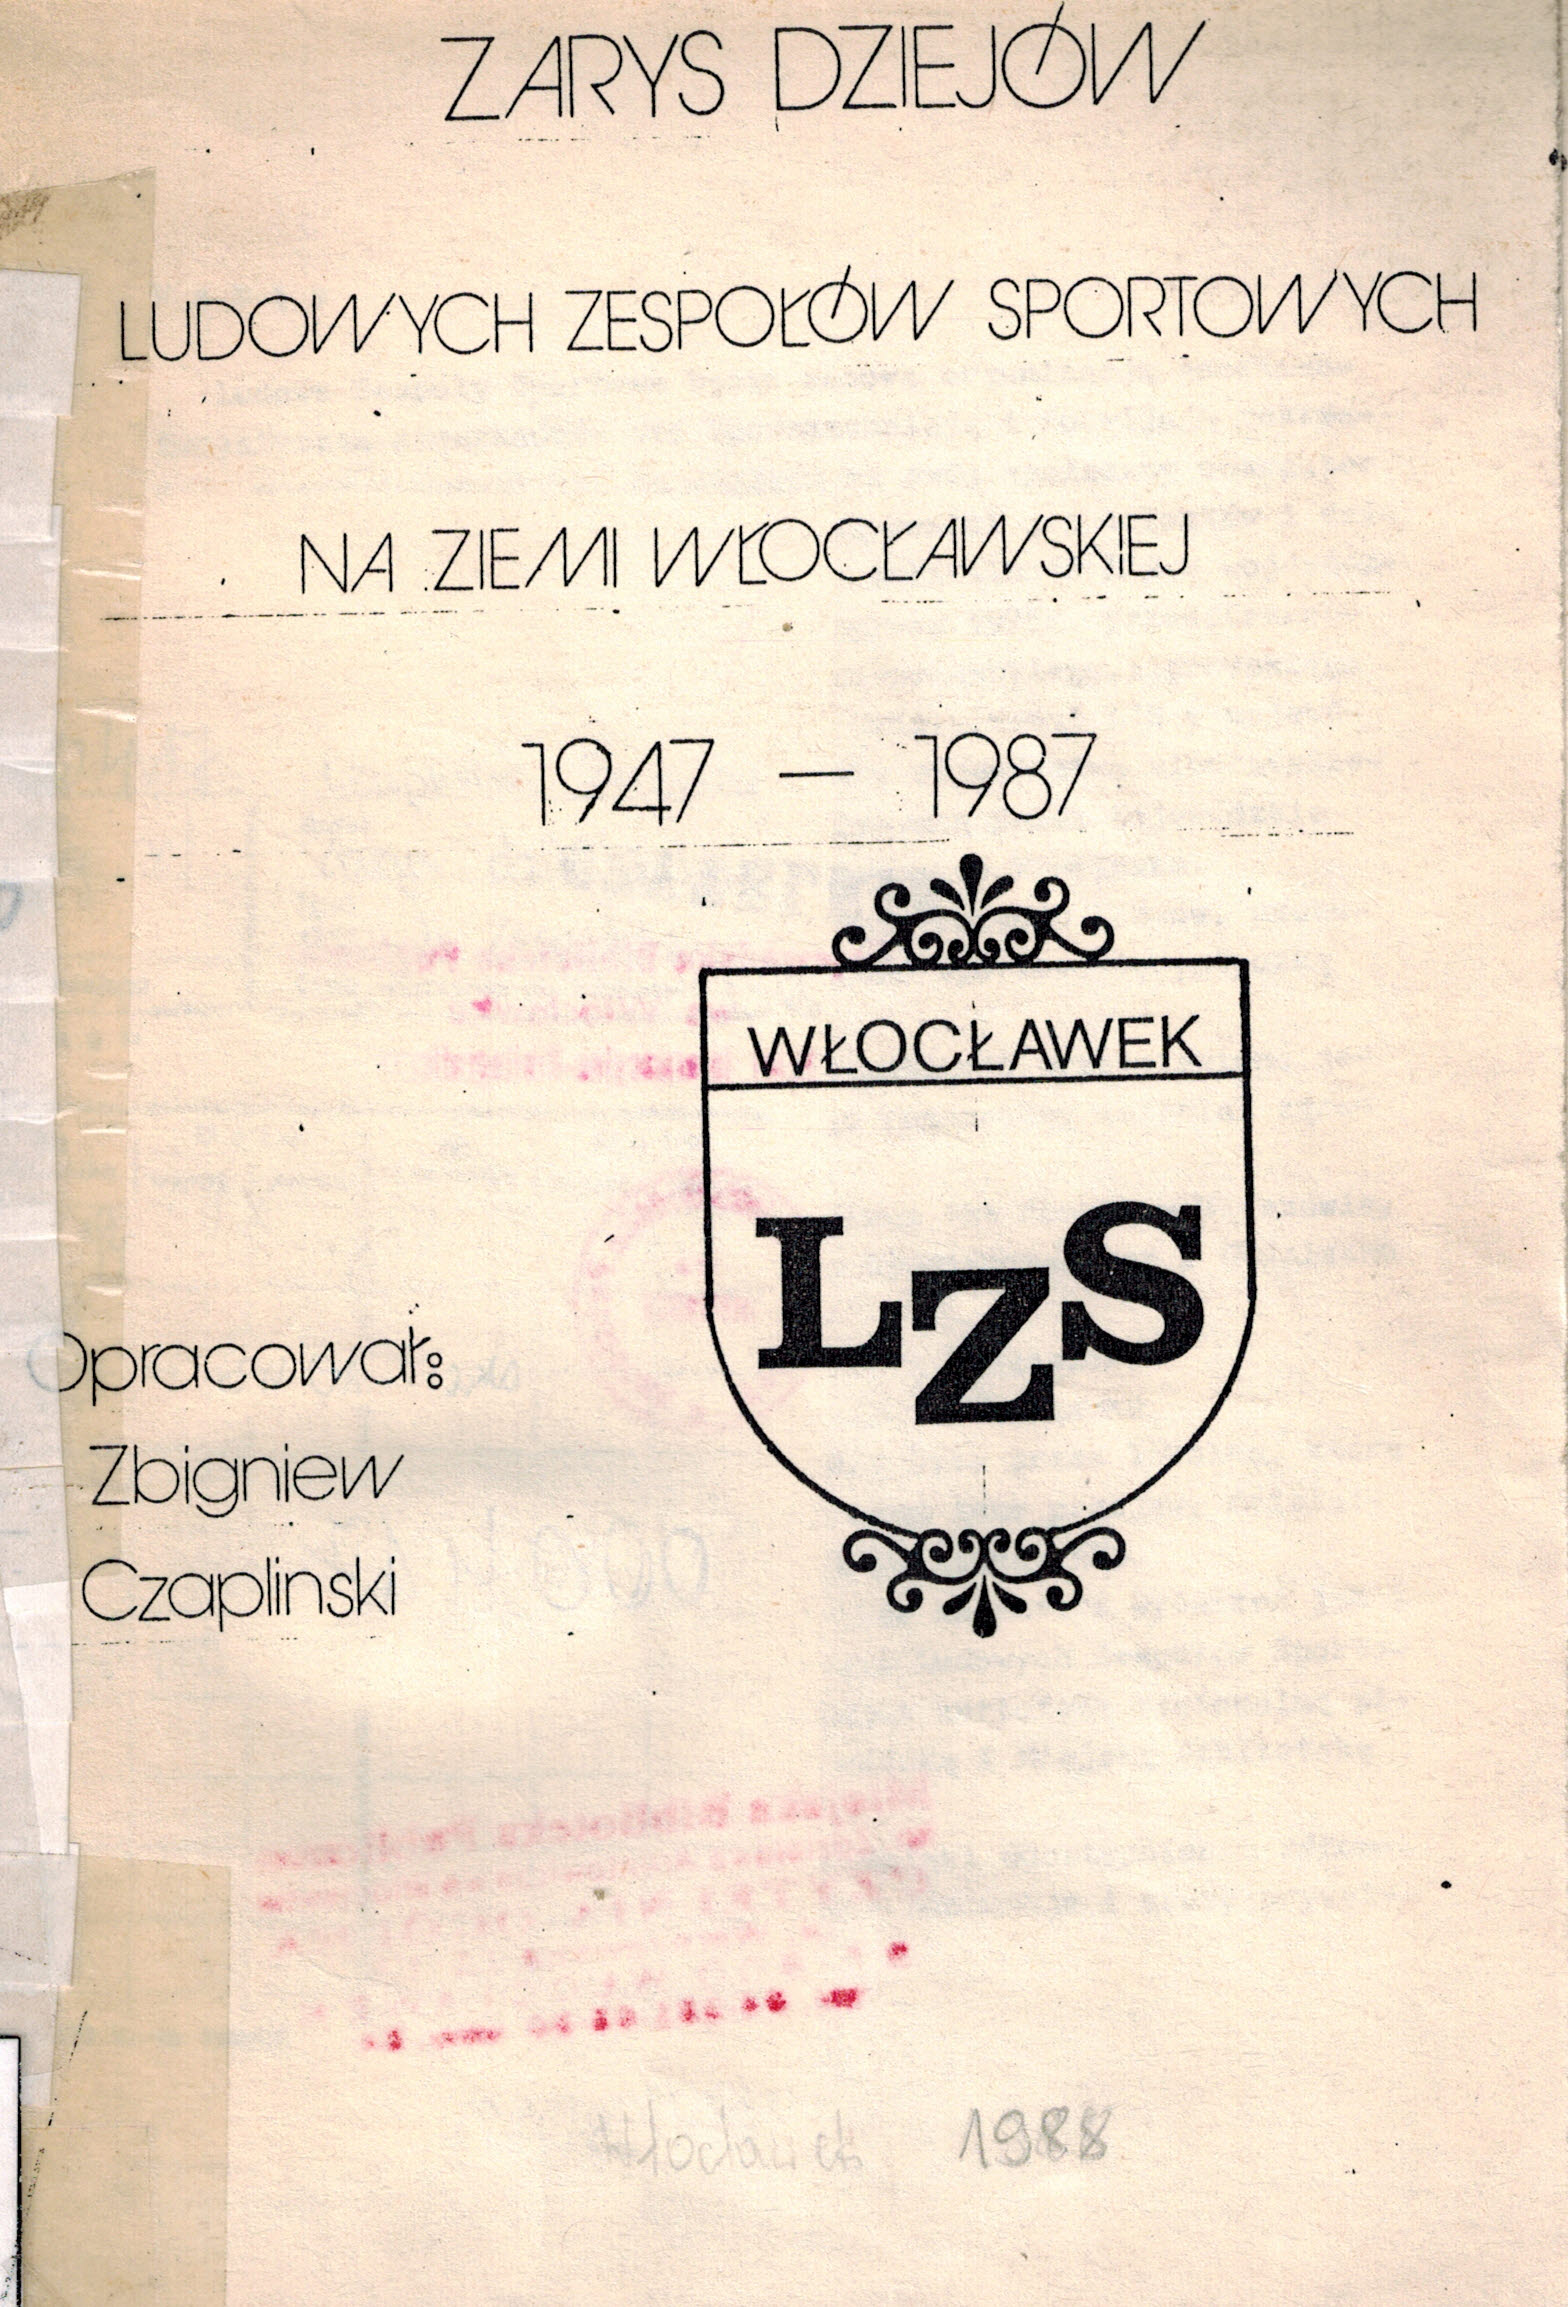 ZARYS DZIEJÓW
LUDOWYCH ZESPOŁÓW SPORTOWYCH
NA ZIEMI WŁOCŁAWSKIEJ
1947 — 1987
WŁOCŁAWEK
LZS
Opracował:
Zbigniew
Czaplinski
Włocławek 1988